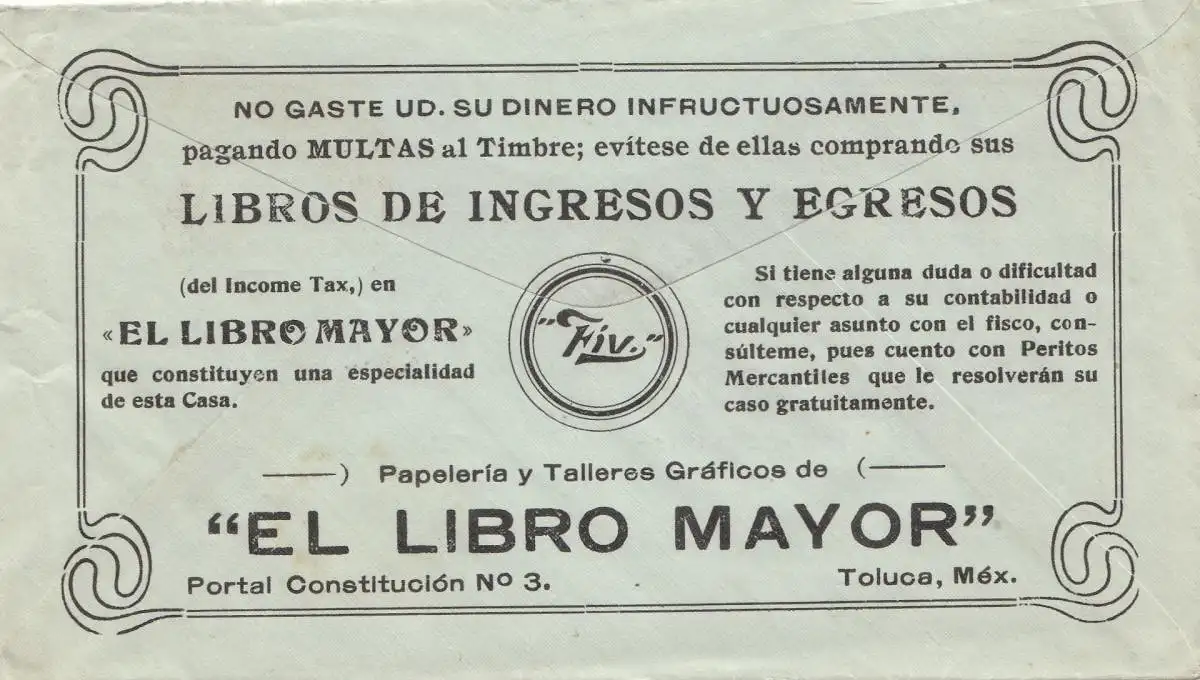 NO GASTE UD. SU DINERO INFRUCTUOSAMENTE,
pagando MULTAS al Timbre; evítese de ellas comprando sus
LIBROS DE INGRESOS Y EGRESOS
(del Income Tax,) en
«EL LIBRO MAYOR»
que constituyen una especialidad
de esta Casa.
"Fiv."
Si tiene alguna duda o dificultad
con respecto a su contabilidad o
cualquier asunto con el fisco, con-
súlteme, pues cuento con Peritos
Mercantiles que le resolverán su
caso gratuitamente.
——) Papelería y Talleres Gráficos de (——
“EL LIBRO MAYOR”
Portal Constitución Nº 3.
Toluca, Méx.